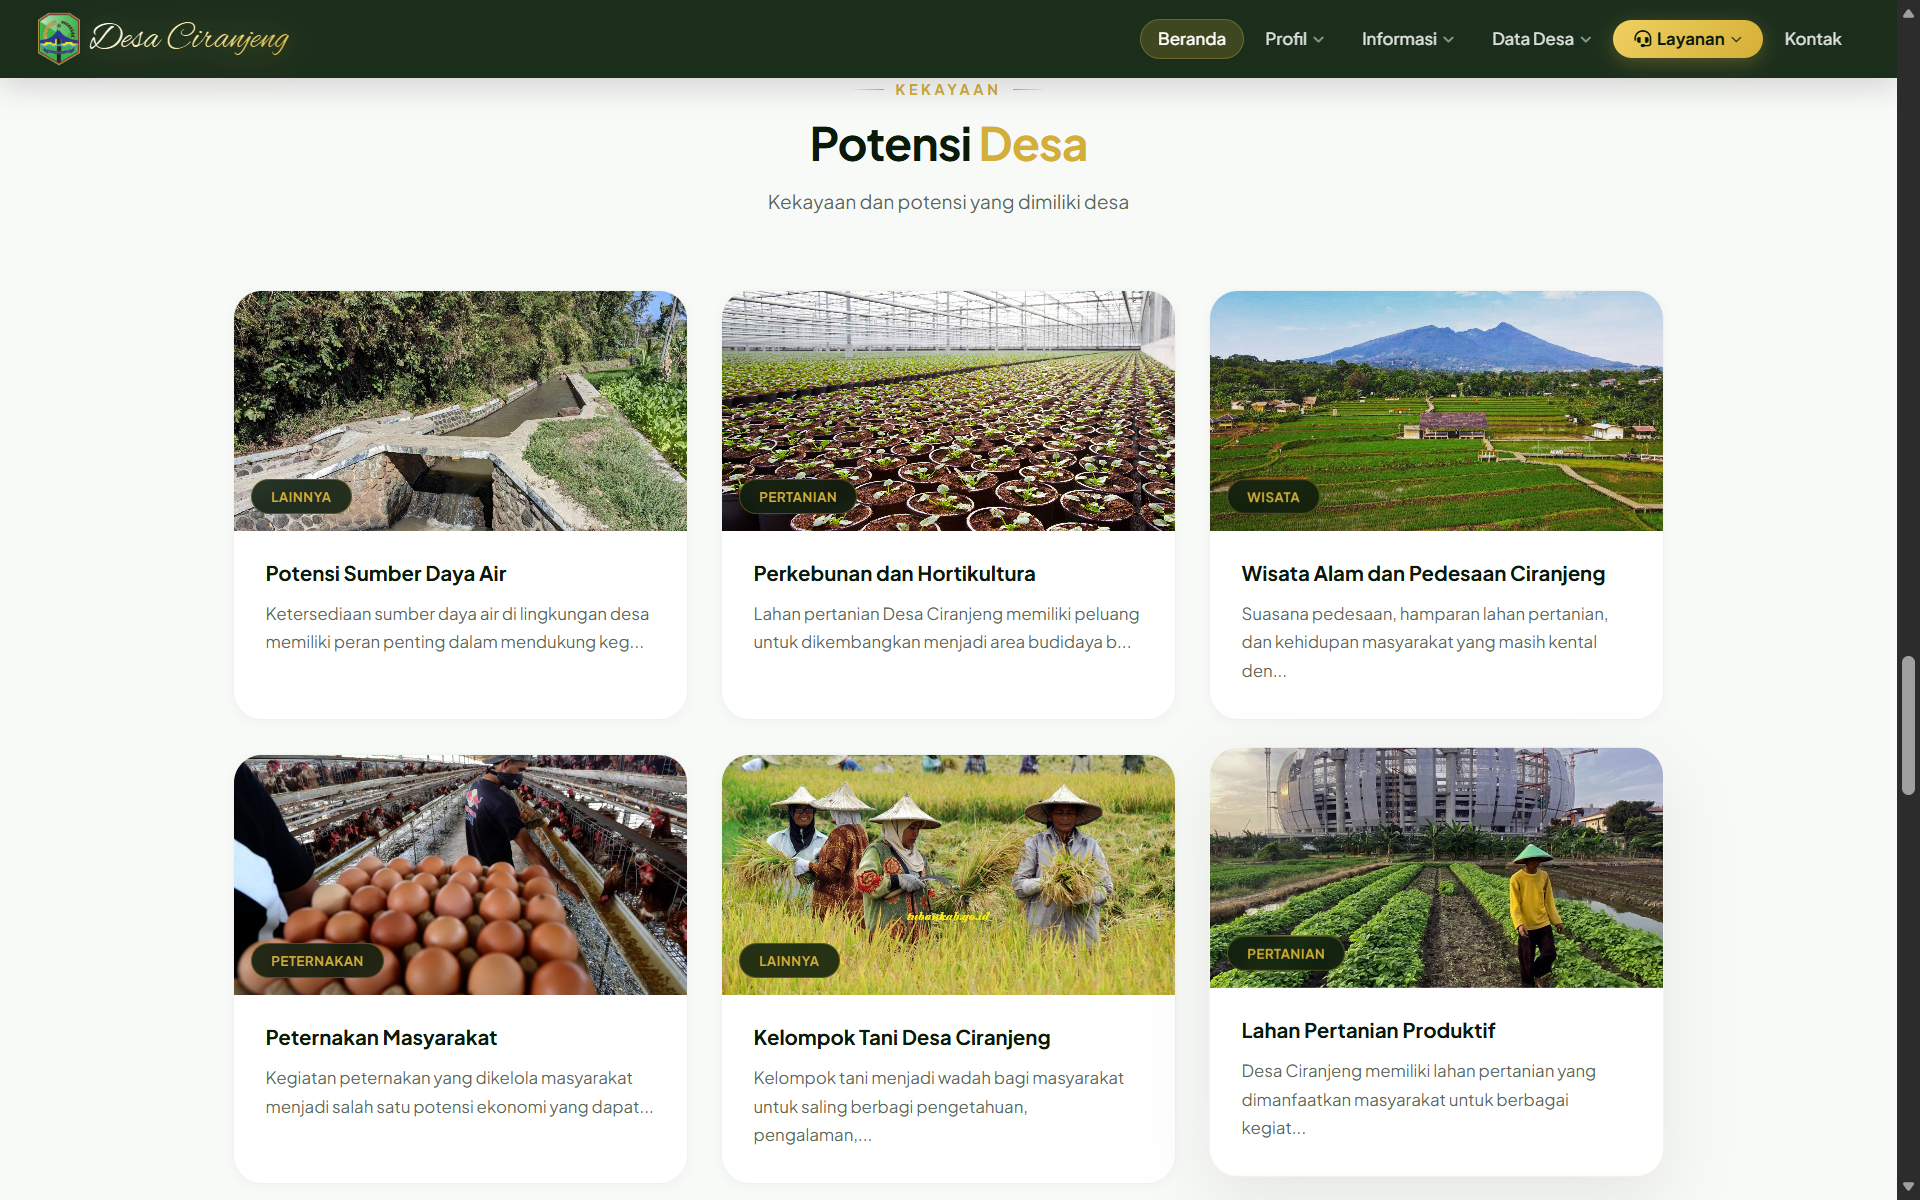 Desa Ciranjeng
Beranda
Profil
Informasi
Data Desa
Layanan
Kontak
KEKAYAAN
Potensi Desa
Kekayaan dan potensi yang dimiliki desa
LAINNYA
Potensi Sumber Daya Air
Ketersediaan sumber daya air di lingkungan desa
memiliki peran penting dalam mendukung keg...
PERTANIAN
Perkebunan dan Hortikultura
Lahan pertanian Desa Ciranjeng memiliki peluang
untuk dikembangkan menjadi area budidaya b...
WISATA
Wisata Alam dan Pedesaan Ciranjeng
Suasana pedesaan, hamparan lahan pertanian,
dan kehidupan masyarakat yang masih kental
den...
PETERNAKAN
Peternakan Masyarakat
Kegiatan peternakan yang dikelola masyarakat
menjadi salah satu potensi ekonomi yang dapat...
LAINNYA
Kelompok Tani Desa Ciranjeng
Kelompok tani menjadi wadah bagi masyarakat
untuk saling berbagi pengetahuan,
pengalaman,...
PERTANIAN
Lahan Pertanian Produktif
Desa Ciranjeng memiliki lahan pertanian yang
dimanfaatkan masyarakat untuk berbagai
kegiat...